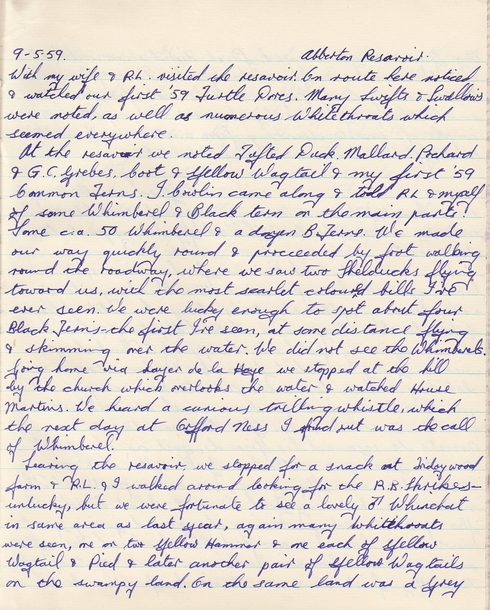 9-5-59. Abberton Resavoir.
With my wife & R.L. visited the resavoir. En route here noticed
& watched our first '59 Turtle Doves. Many Swifts & Swallows
were noted, as well as numerous Whitethroats which
seemed everywhere.
At the resavoir we noted Tufted Duck, Mallard, Pochard
& G.C. Grebes, Coot & Yellow Wagtail & my first '59
Common Terns. J Cowlin came along & told R.L & myself
of some Whimberel & Black tern on the main parts!
Some c.a. 50 Whimberel & a dozen B. Terns. We made
our way quickly round & proceeded by foot walking
round the roadway, where we saw two Shelducks flying
toward us, with the most scarlet coloured bills I've
ever seen. We were lucky enough to spot about four
Black Terns - the first I've seen, at some distance flying
& skimming over the water. We did not see the Whimberels.
Going home via Layer de la Haye we stopped at the hill
by the church which overlooks the water & watched House
Martins. We heard a curious trilling whistle, which
the next day at Orfford Ness I find out was the call
of Whimberel.
Leaving the resavoir, we stopped for a snack at Fridaywood
farm & R.L. & I walked around looking for the R.B. Shrikes -
unlucky, but we were fortunate to see a lovely ♂ Whinchat
in same area as last year, again many Whitethroats
were seen, one or two Yellow Hammer & one each of Yellow
Wagtail & Pied & later another pair of Yellow Wagtails
on the swampy land. On the same land was a Grey